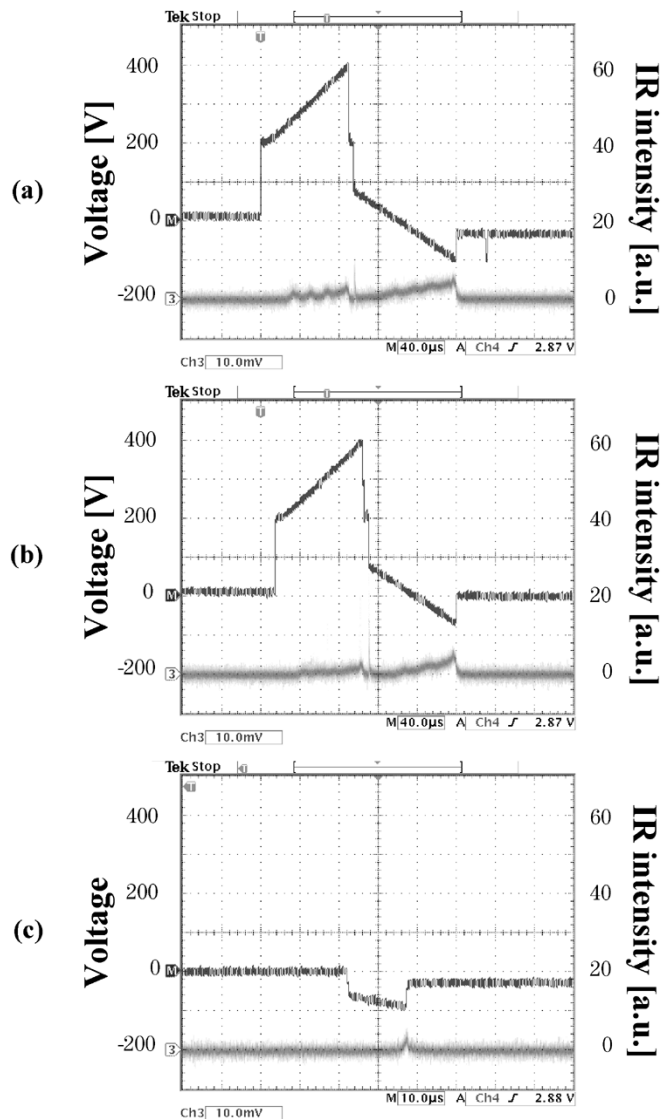 Tek Stop
T
T
400
60
200
40
(a)
Voltage [V]
IR intensity [a.u.]
0
M
20
-200
3
0
M 40.0µs A Ch4 ∫ 2.87 V
Ch3 10.0mV
Tek Stop
T
T
400
60
200
40
(b)
Voltage [V]
IR intensity [a.u.]
0
M
20
-200
3
0
M 40.0µs A Ch4 ∫ 2.87 V
Ch3 10.0mV
Tek Stop
T
T
400
60
200
40
(c)
Voltage
IR intensity [a.u.]
0
M
20
-200
3
0
M 10.0µs A Ch4 ∫ 2.88 V
Ch3 10.0mV